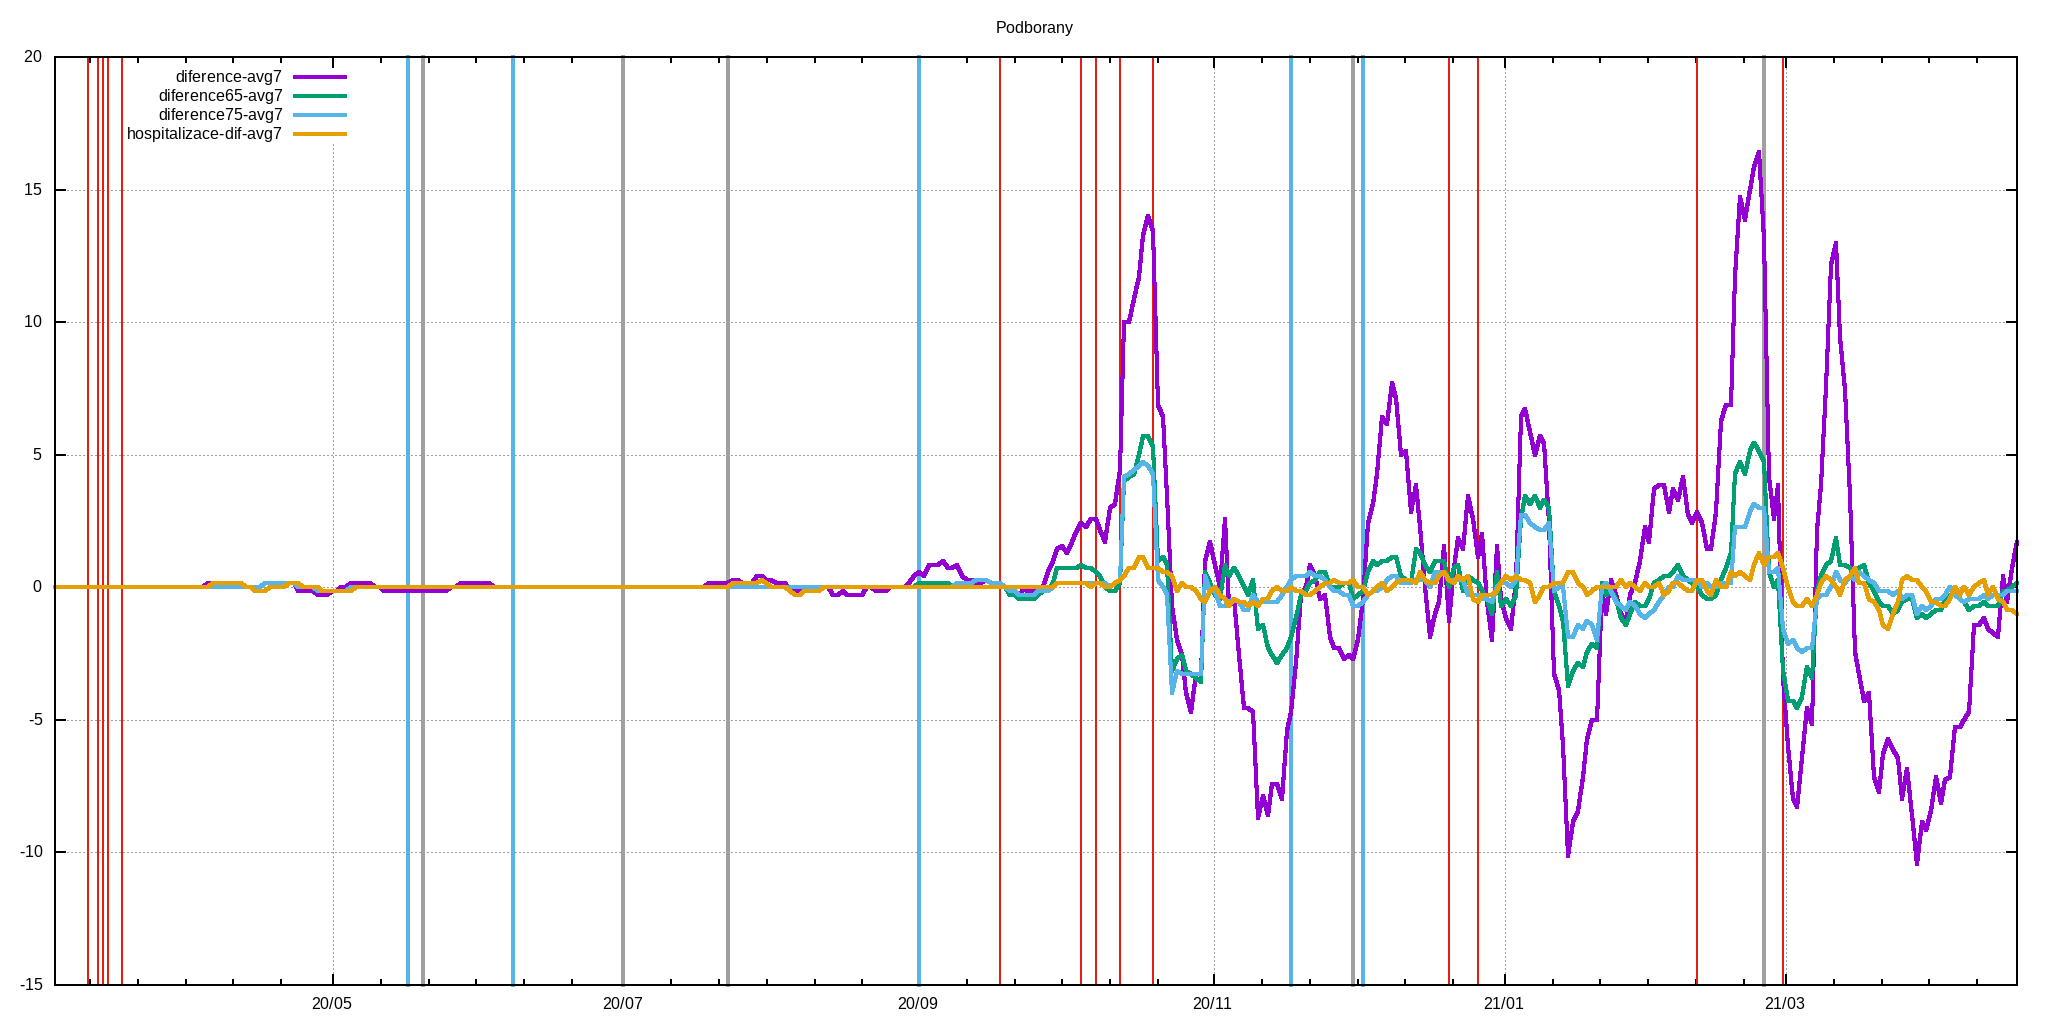 Podborany
20
diference-avg7
diference65-avg7
diference75-avg7
hospitalizace-dif-avg7
15
10
5
0
-5
-10
-15
20/05 20/07 20/09 20/11 21/01 21/03